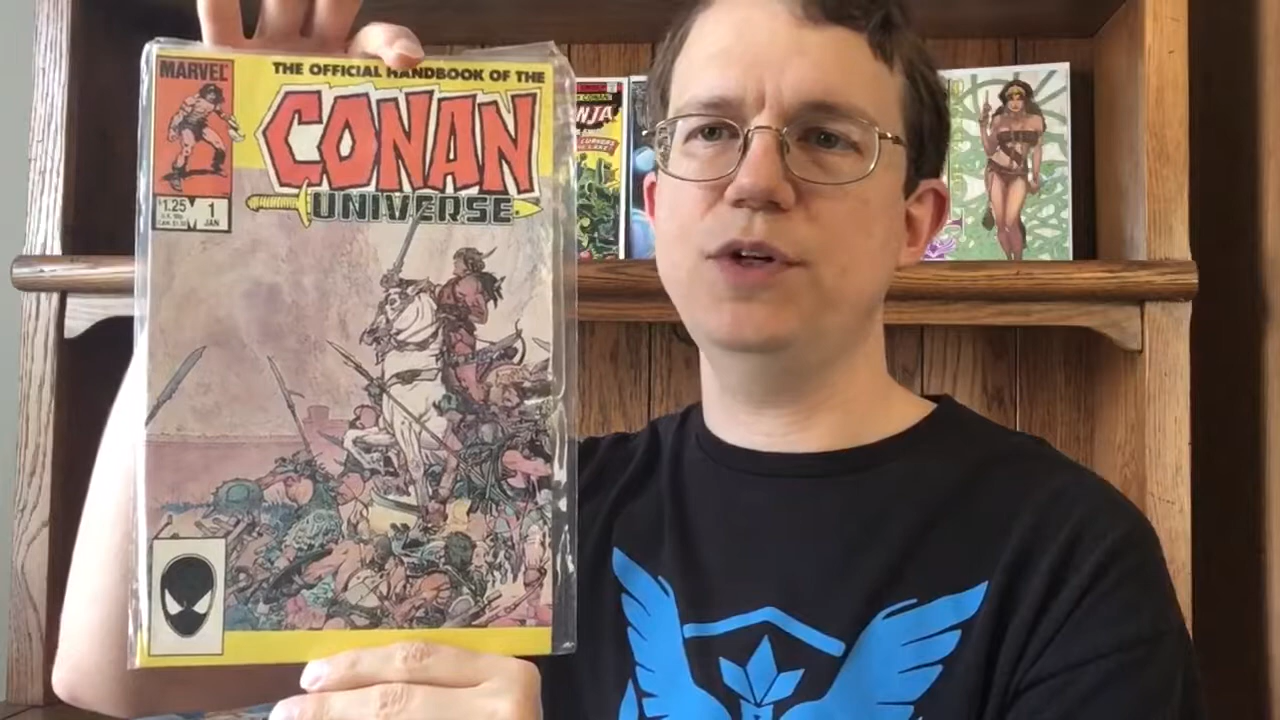 MARVEL
THE OFFICIAL HANDBOOK OF THE
CONAN
UNIVERSE
$1.25
1
JAN